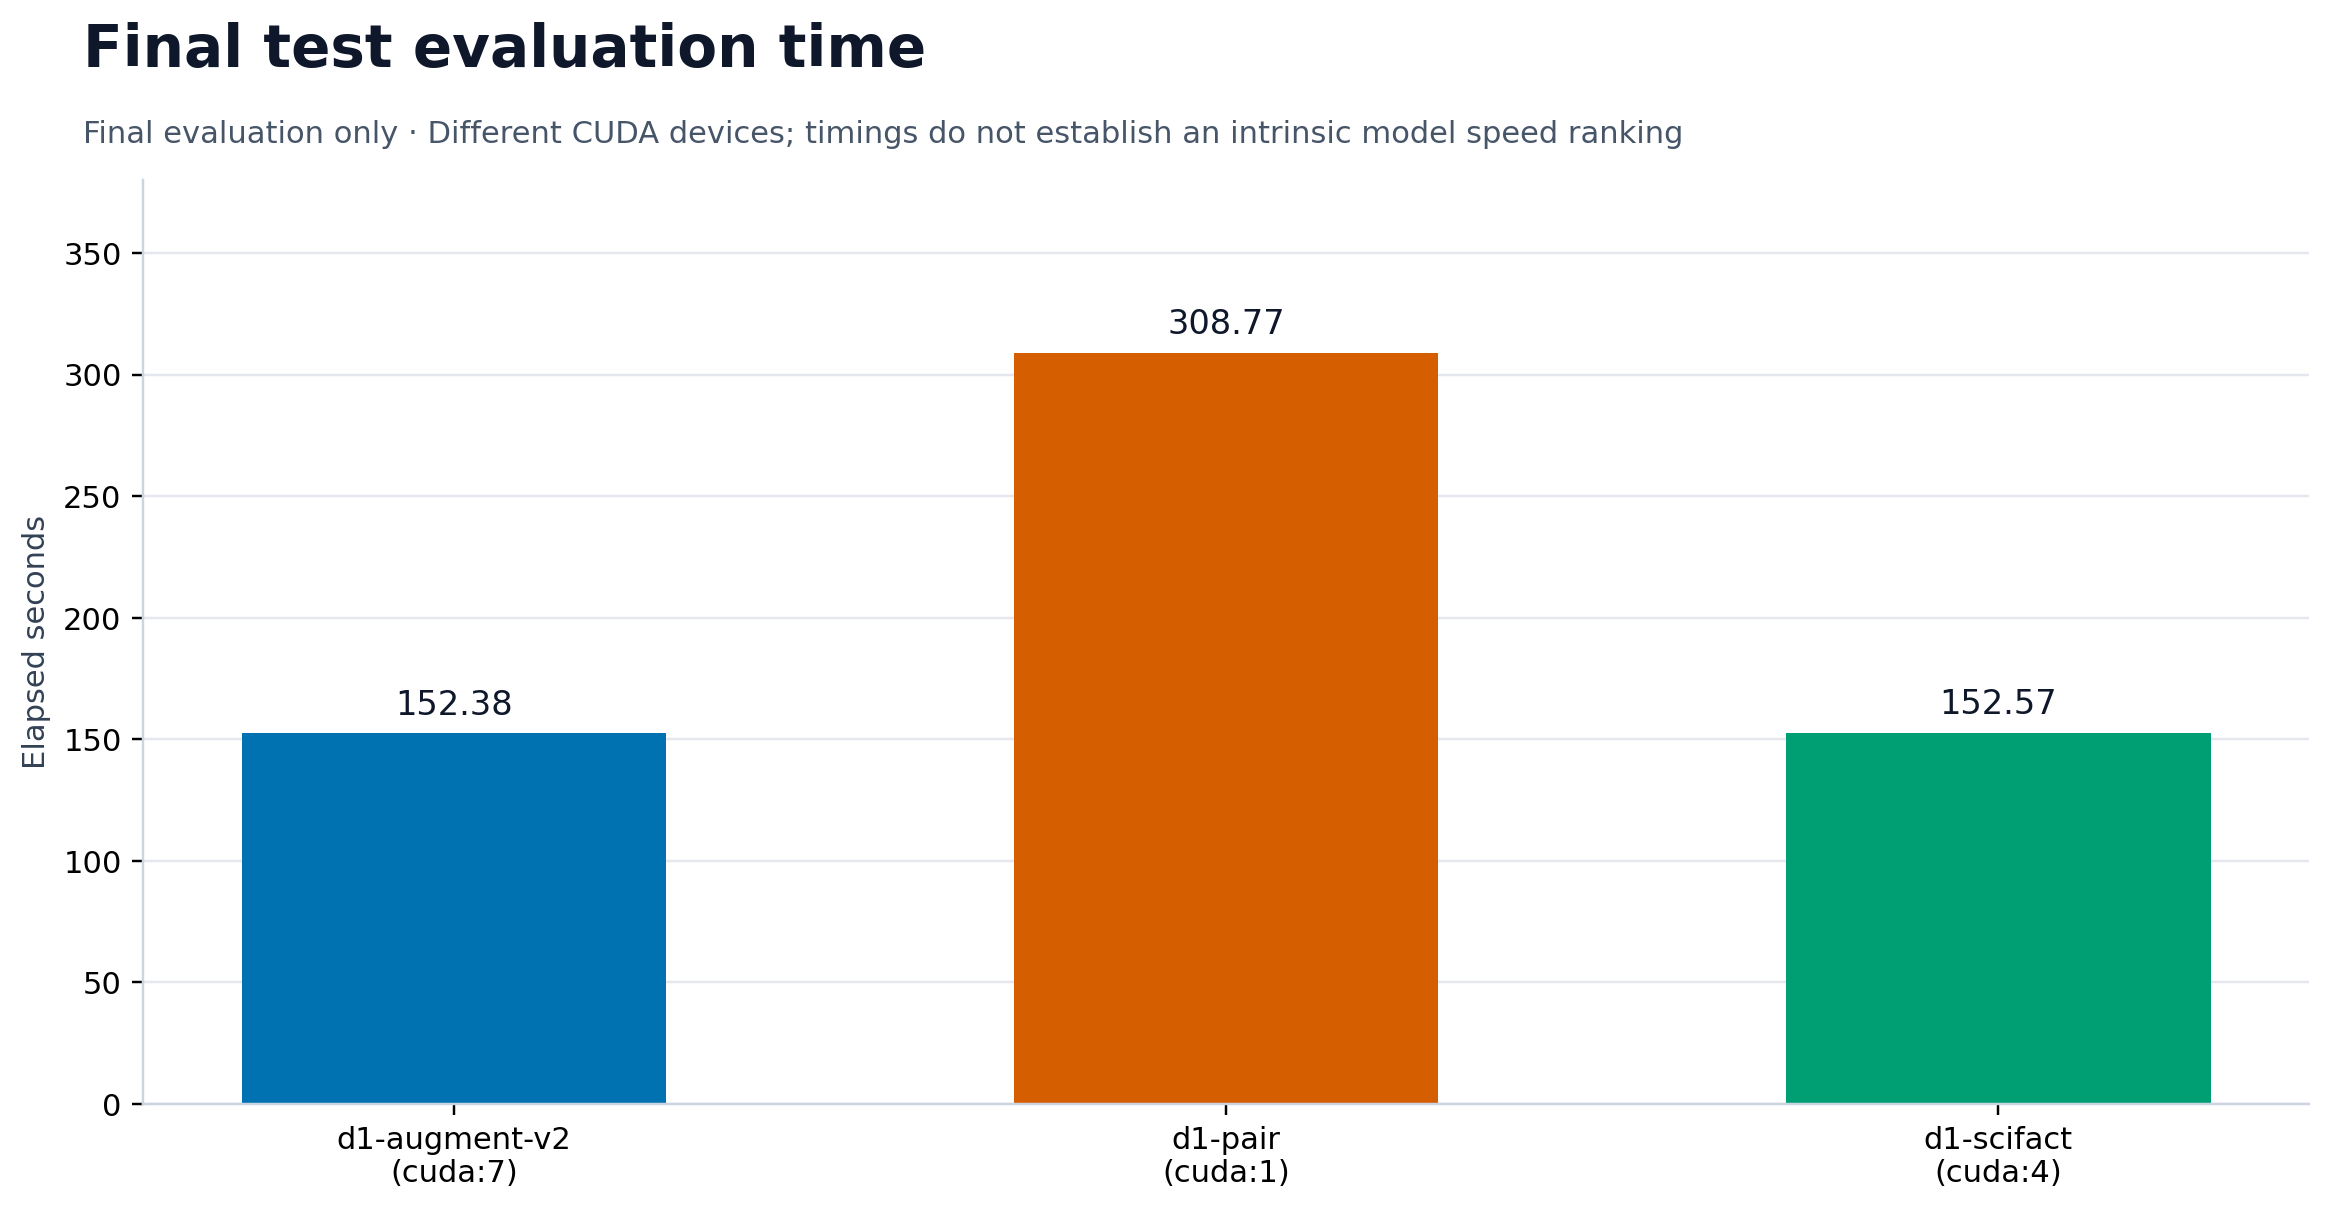 Final test evaluation time
Final evaluation only · Different CUDA devices; timings do not establish an intrinsic model speed ranking
Elapsed seconds
350
300
250
200
150
100
50
0
152.38
308.77
152.57
d1-augment-v2
(cuda:7)
d1-pair
(cuda:1)
d1-scifact
(cuda:4)